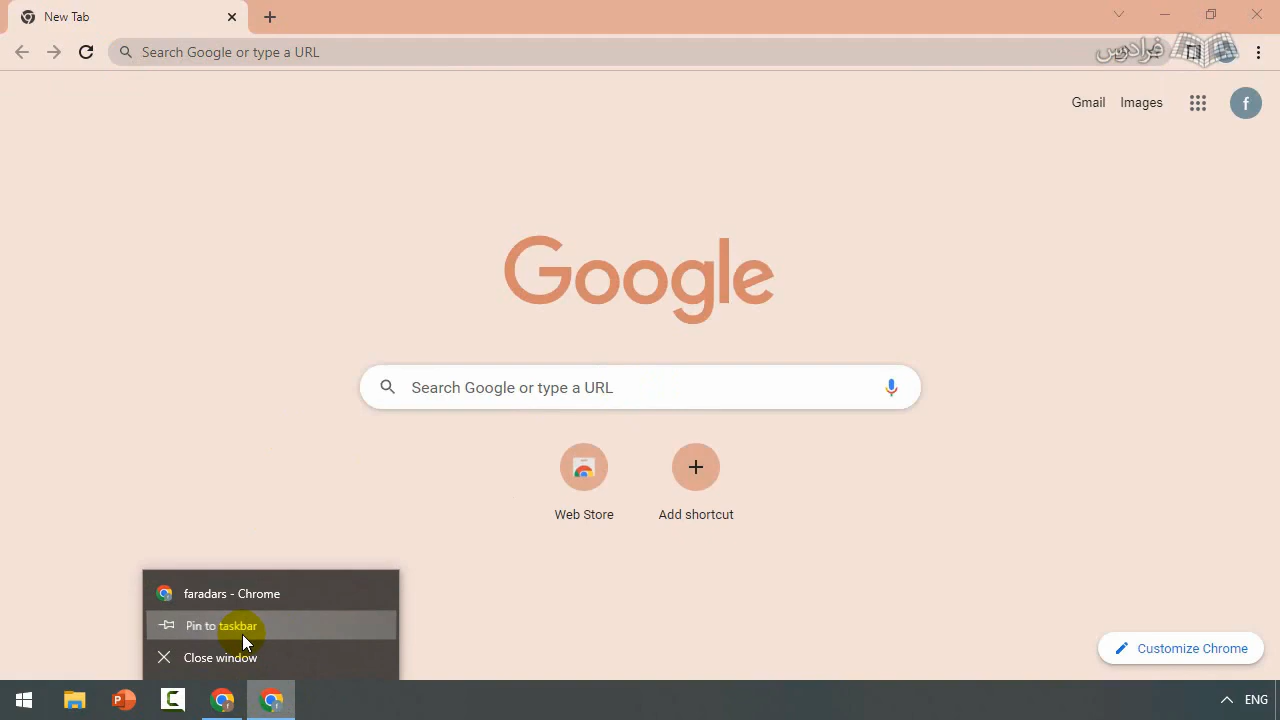 New Tab
Search Google or type a URL
فرادرس
Gmail Images
f
Google
Search Google or type a URL
Web Store
Add shortcut
faradars - Chrome
Pin to taskbar
Close window
Customize Chrome
ENG